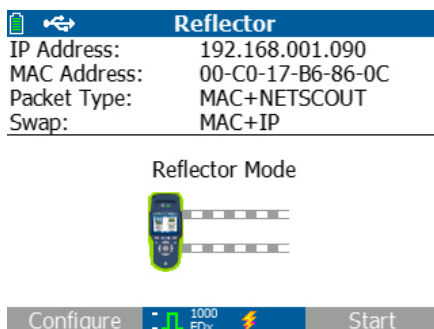 Reflector
IP Address: 192.168.001.090
MAC Address: 00-C0-17-B6-86-0C
Packet Type: MAC+NETSCOUT
Swap: MAC+IP
Reflector Mode
Configure 1000 FDx Start